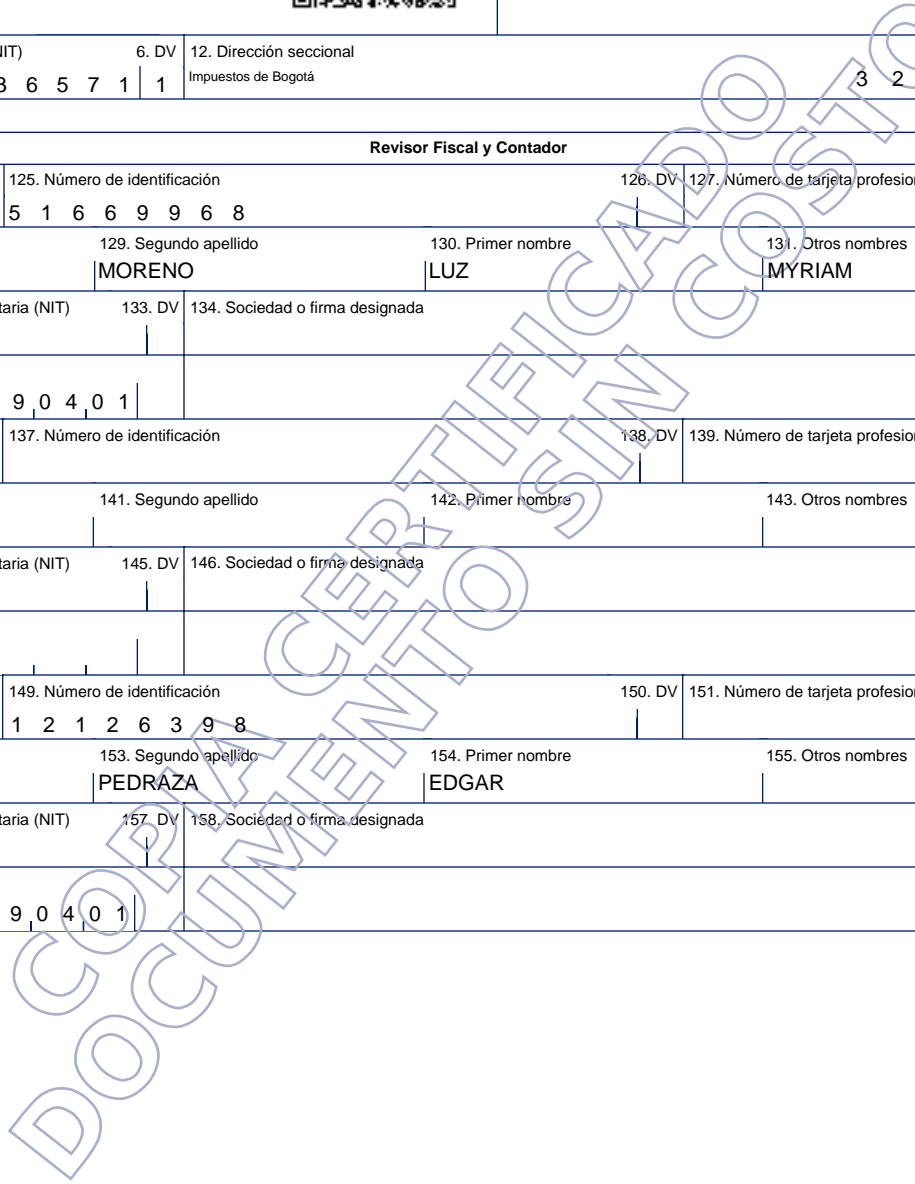 IT) 6. DV 12. Dirección seccional
3 6 5 7 1 1 Impuestos de Bogotá 3 2
Revisor Fiscal y Contador
125. Número de identificación 126. DV 127. Número de tarjeta profesion
5 1 6 6 9 9 6 8
129. Segundo apellido 130. Primer nombre 131. Otros nombres
MORENO LUZ MYRIAM
taria (NIT) 133. DV 134. Sociedad o firma designada
9 0 4 0 1
137. Número de identificación 138. DV 139. Número de tarjeta profesion
141. Segundo apellido 142. Primer nombre 143. Otros nombres
taria (NIT) 145. DV 146. Sociedad o firma designada
149. Número de identificación 150. DV 151. Número de tarjeta profesion
1 2 1 2 6 3 9 8
153. Segundo apellido 154. Primer nombre 155. Otros nombres
PEDRAZA EDGAR
taria (NIT) 157. DV 158. Sociedad o firma designada
9 0 4 0 1
COPIA CERTIFICADO
DOCUMENTO SIN COSTO